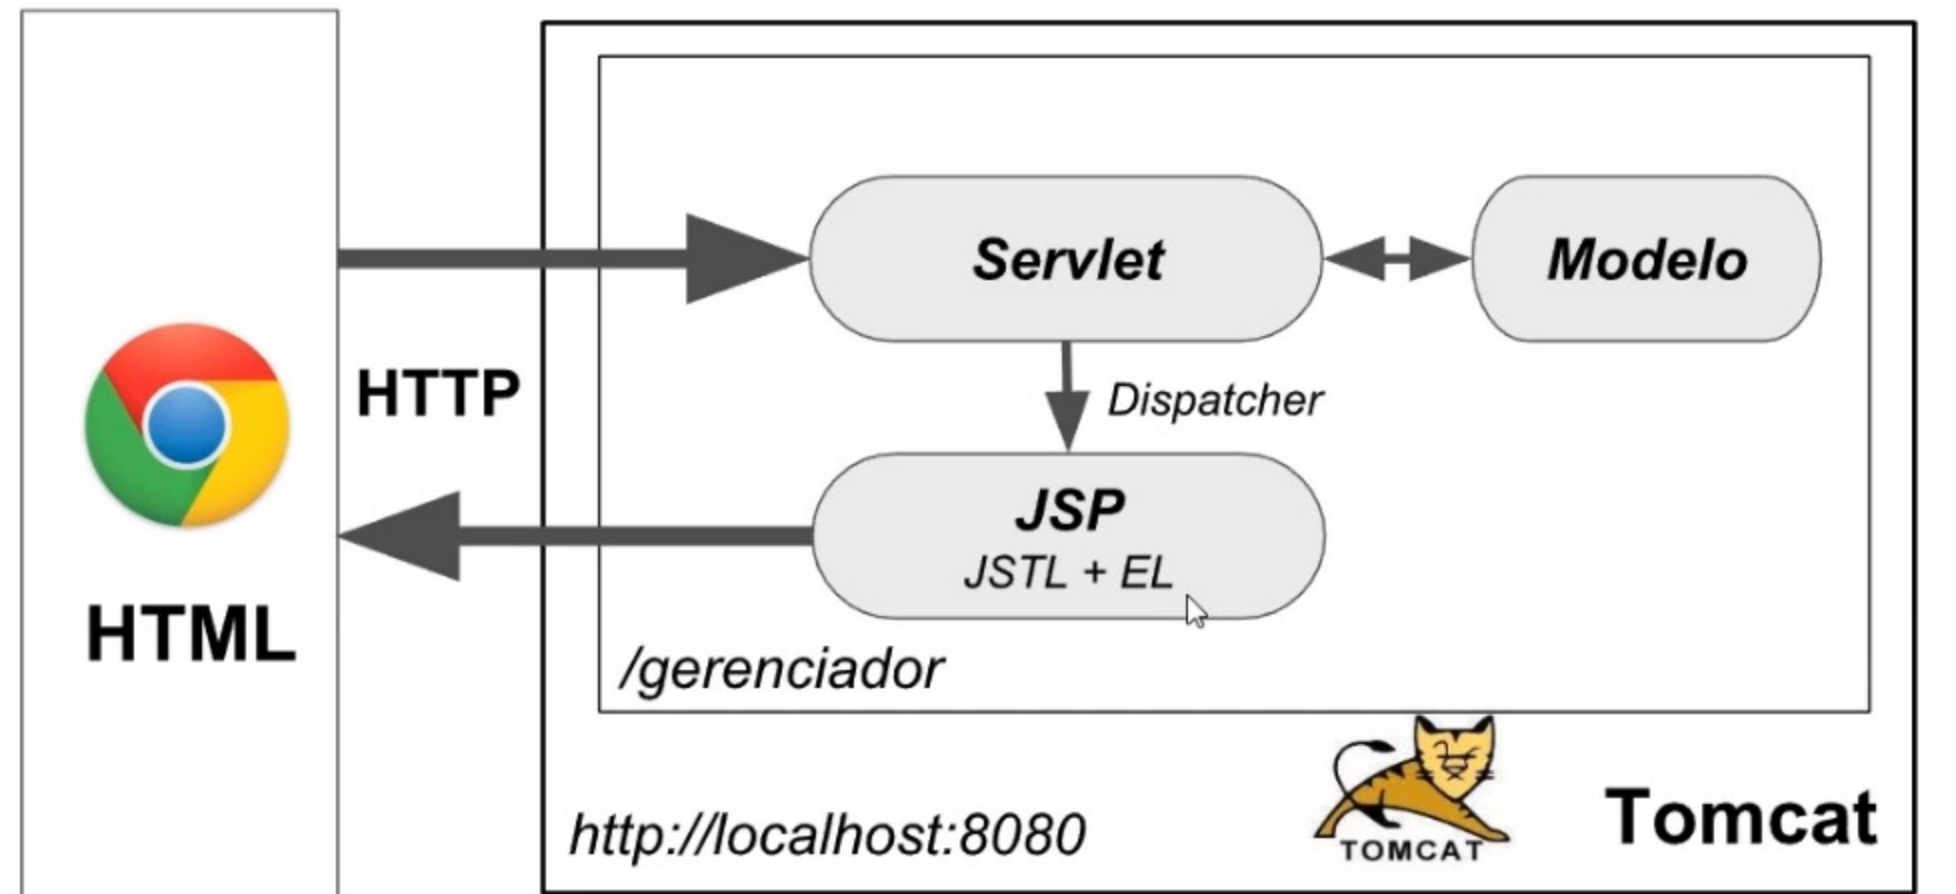 Servlet
Modelo
HTTP
Dispatcher
JSP
JSTL + EL
HTML
/gerenciador
http://localhost:8080
TOMCAT
Tomcat